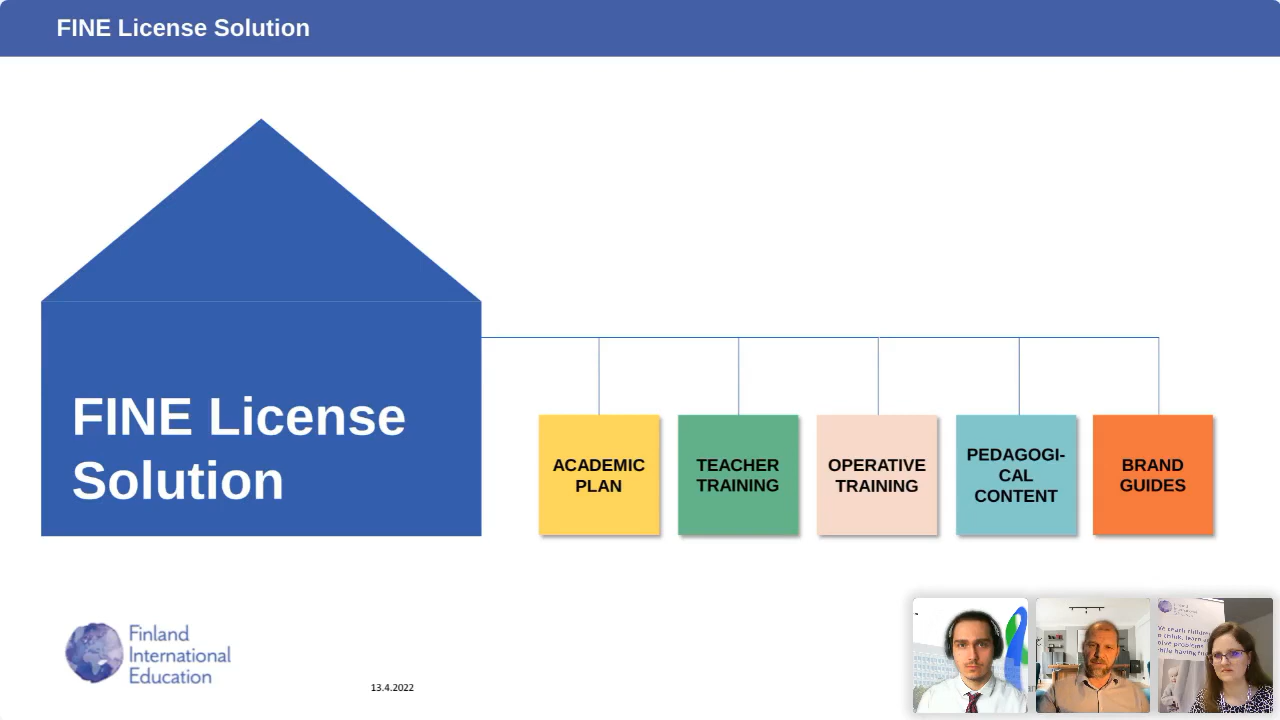 FINE License Solution
FINE License
Solution
ACADEMIC
PLAN
TEACHER
TRAINING
OPERATIVE
TRAINING
PEDAGOGI-
CAL
CONTENT
BRAND
GUIDES
Finland
International
Education
13.4.2022